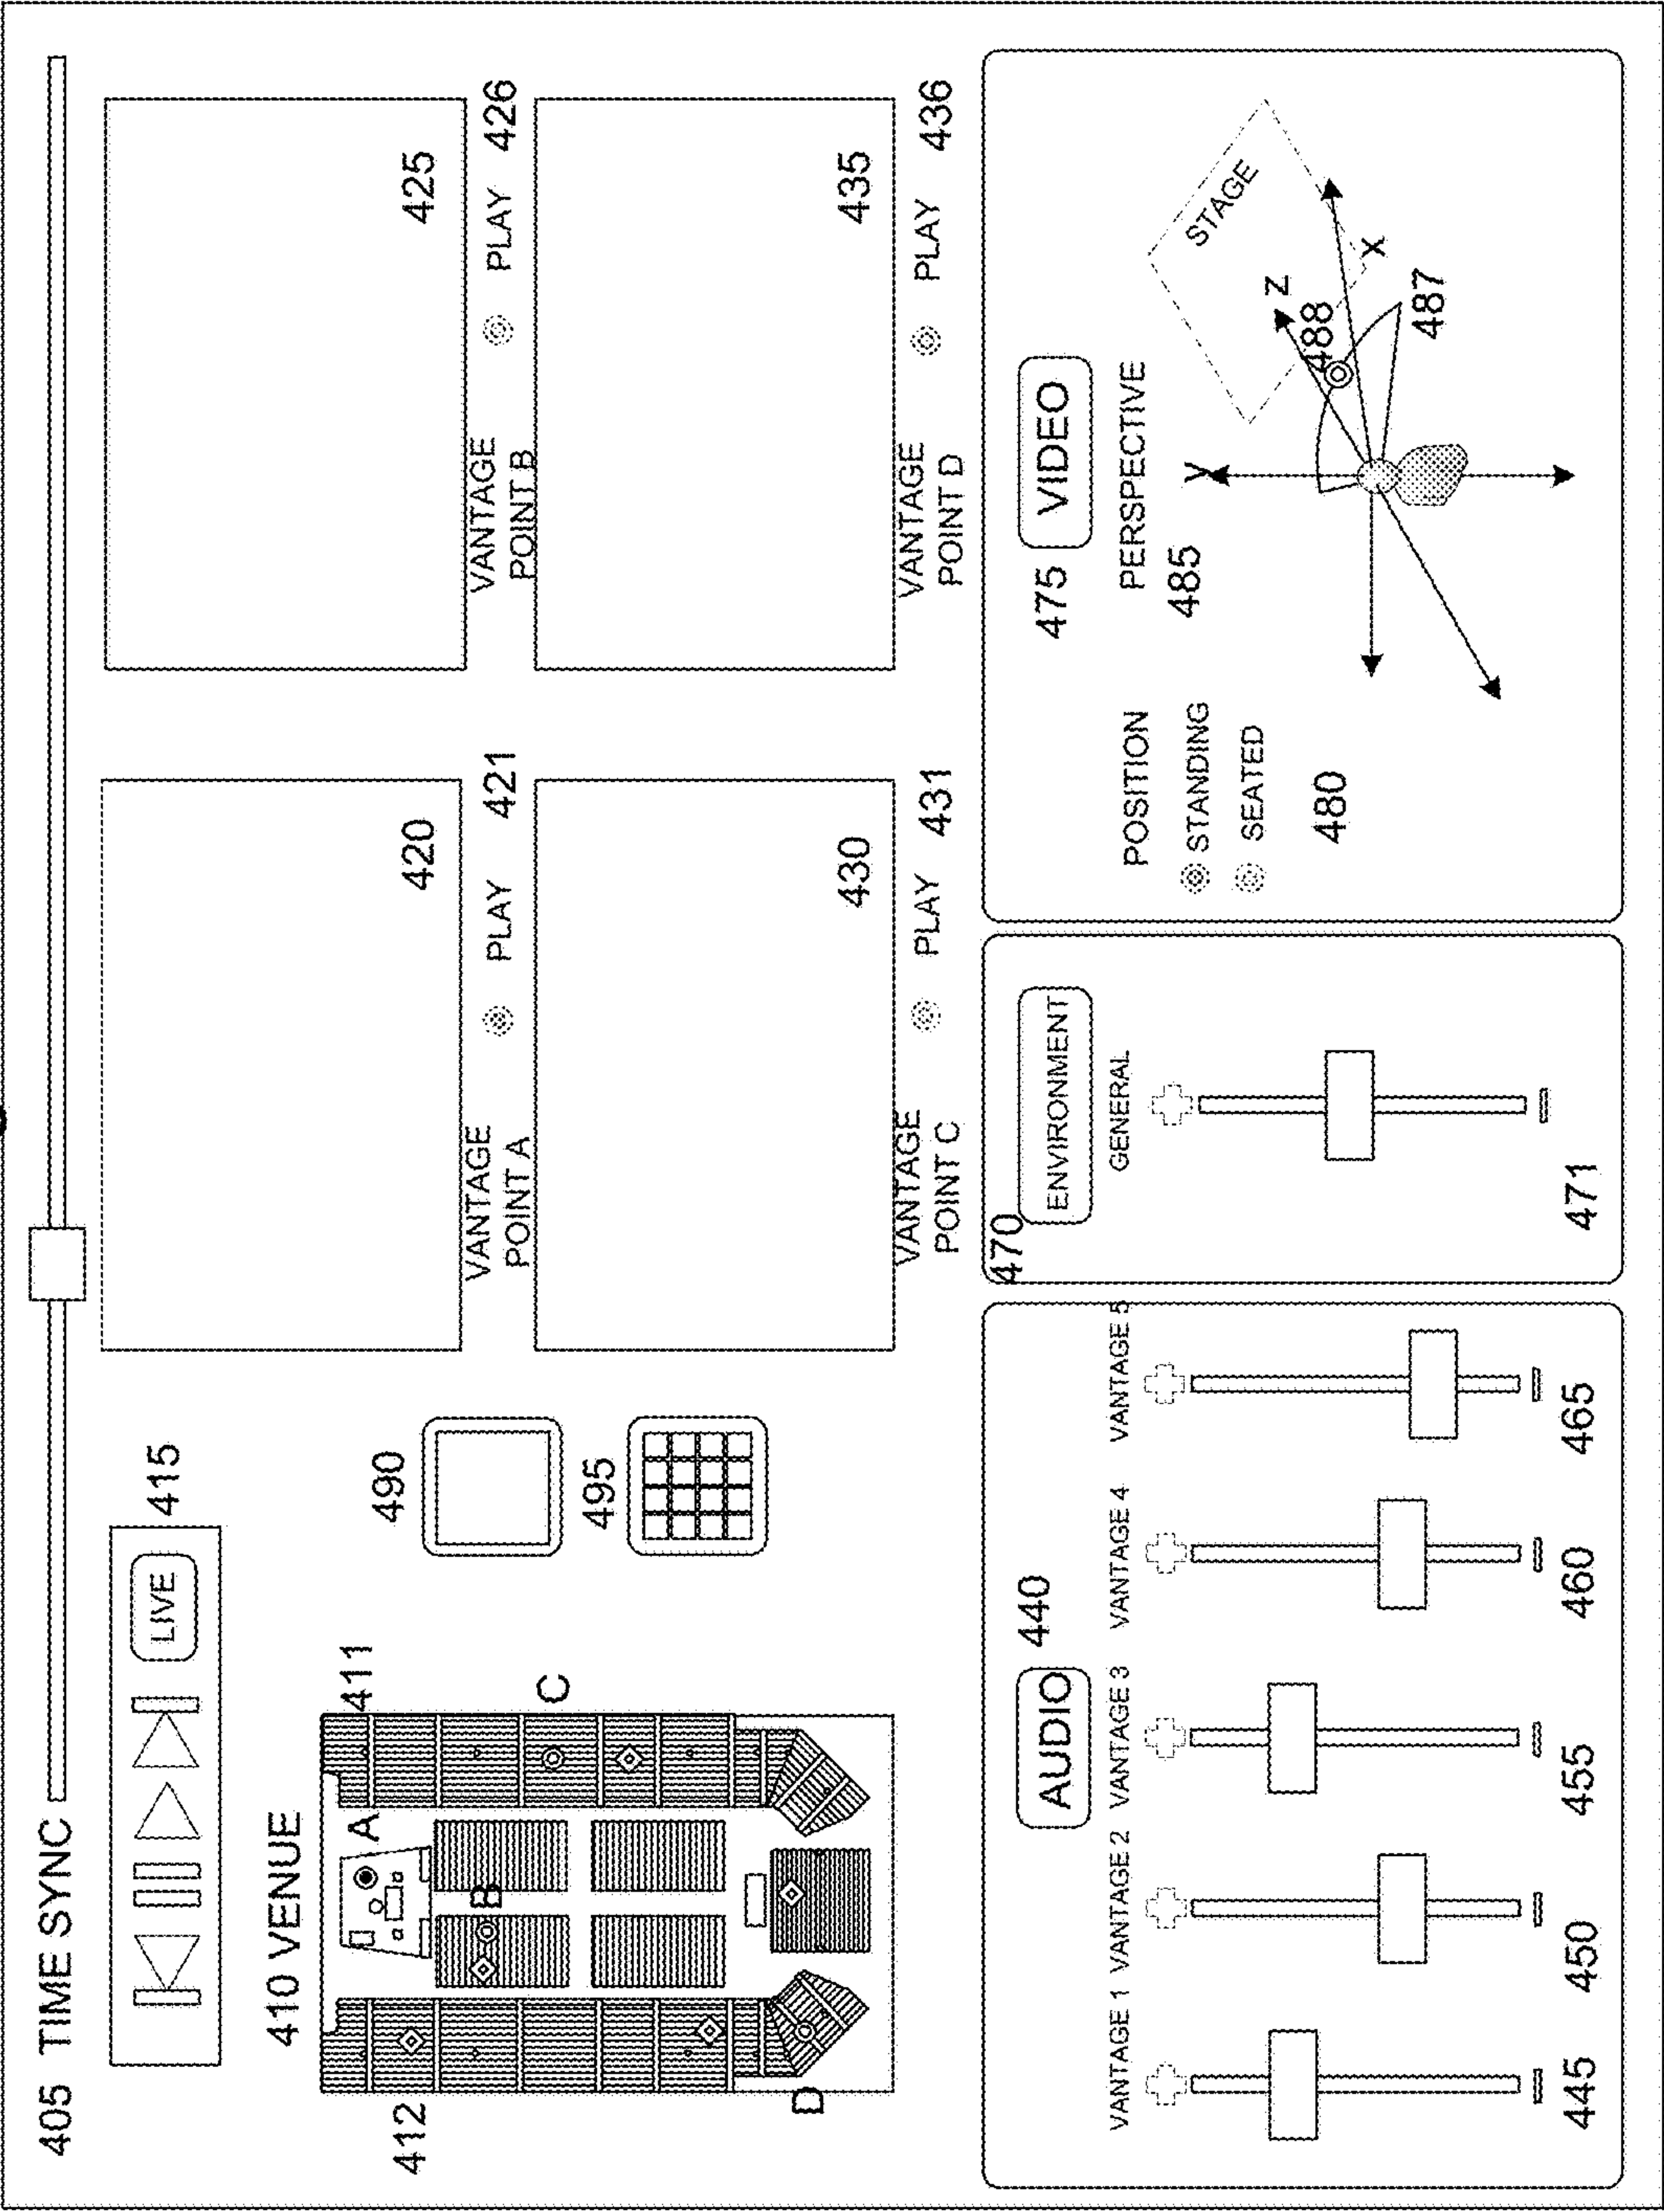 405 TIME SYNC
415
LIVE
410 VENUE
412
411
A
B
C
D
490
495
420
VANTAGE
POINT A
PLAY 421
425
VANTAGE
POINT B
PLAY 426
430
VANTAGE
POINT C
PLAY 431
435
VANTAGE
POINT D
PLAY 436
AUDIO 440
VANTAGE 1 VANTAGE 2 VANTAGE 3 VANTAGE 4 VANTAGE 5
445 450 455 460 465
470
ENVIRONMENT
GENERAL
471
475 VIDEO
POSITION
STANDING
SEATED
480
PERSPECTIVE
485
STAGE
y
z
x
488
487